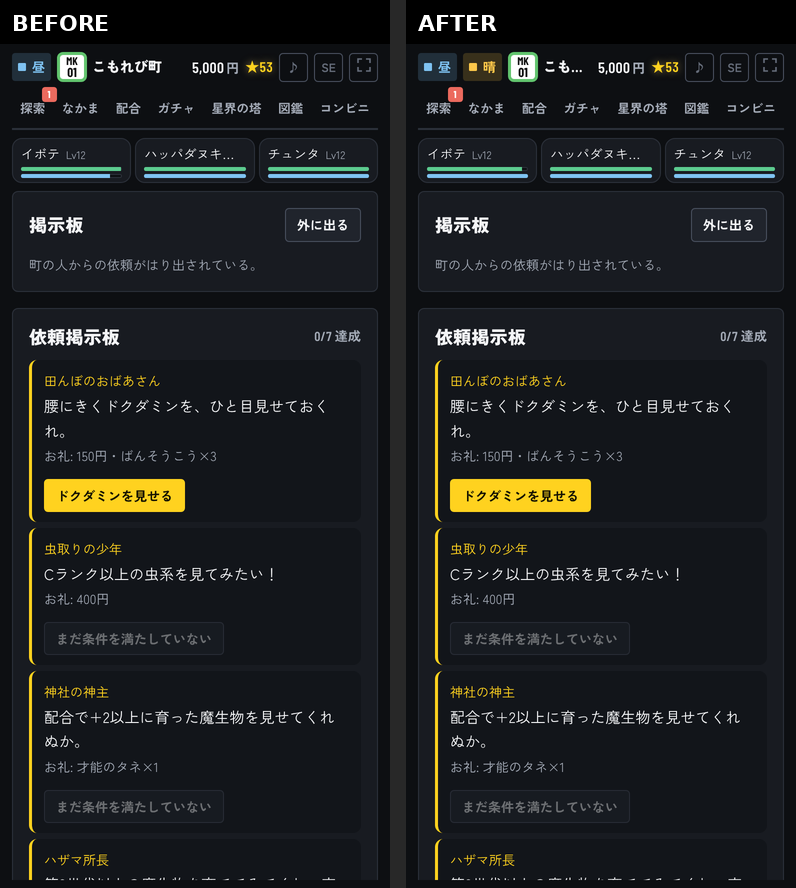 BEFORE
昼 MK 01 こもれび町 5,000 円 ★53 ♪ SE
1
探索 なかま 配合 ガチャ 星界の塔 図鑑 コンビニ
イボテ Lv12 ハッパダヌキ… チュンタ Lv12
掲示板 外に出る
町の人からの依頼がはり出されている。
依頼掲示板 0/7 達成
田んぼのおばあさん
腰にきくドクダミンを、ひと目見せておく
れ。
お礼: 150円・ばんそうこう×3
ドクダミンを見せる
虫取りの少年
Cランク以上の虫系を見てみたい！
お礼: 400円
まだ条件を満たしていない
神社の神主
配合で＋2以上に育った魔生物を見せてくれ
ぬか。
お礼: 才能のタネ×1
まだ条件を満たしていない
ハザマ所長
AFTER
昼 晴 MK 01 こも… 5,000 円 ★53 ♪ SE
1
探索 なかま 配合 ガチャ 星界の塔 図鑑 コンビニ
イボテ Lv12 ハッパダヌキ… チュンタ Lv12
掲示板 外に出る
町の人からの依頼がはり出されている。
依頼掲示板 0/7 達成
田んぼのおばあさん
腰にきくドクダミンを、ひと目見せておく
れ。
お礼: 150円・ばんそうこう×3
ドクダミンを見せる
虫取りの少年
Cランク以上の虫系を見てみたい！
お礼: 400円
まだ条件を満たしていない
神社の神主
配合で＋2以上に育った魔生物を見せてくれ
ぬか。
お礼: 才能のタネ×1
まだ条件を満たしていない
ハザマ所長